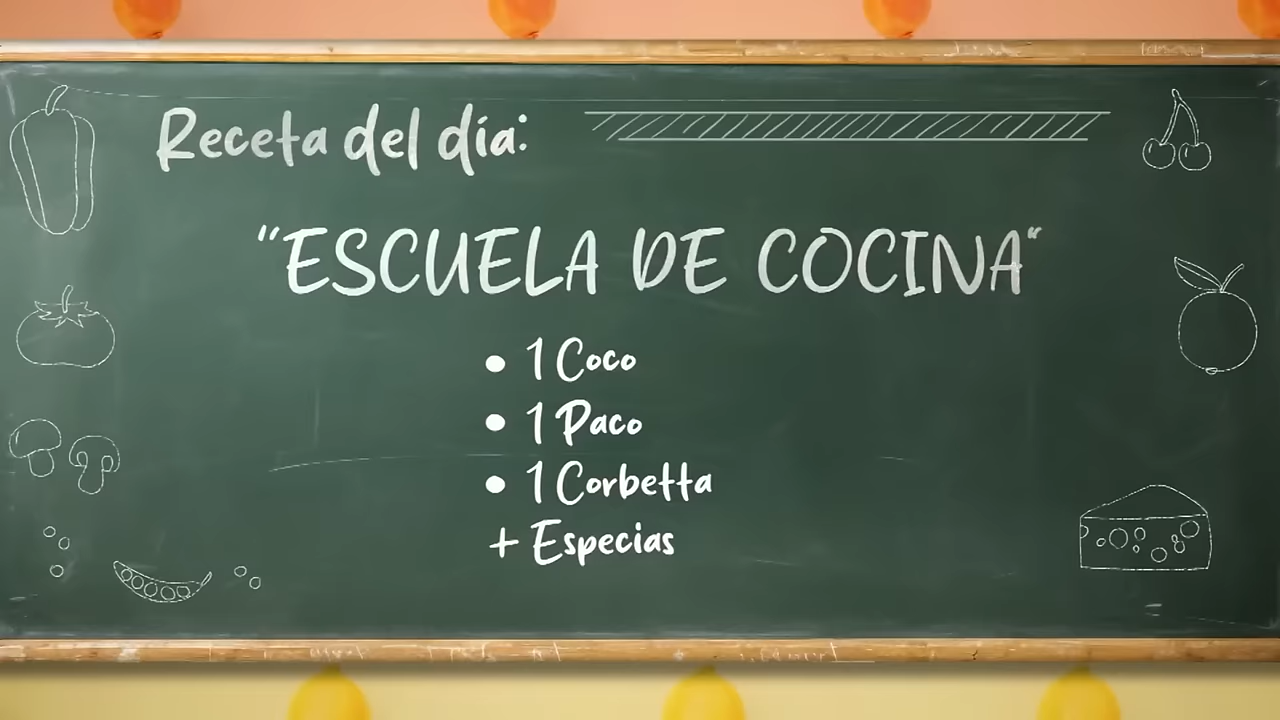 Receta del día:
“ESCUELA DE COCINA“
• 1 Coco
• 1 Paco
• 1 Corbetta
+ Especias